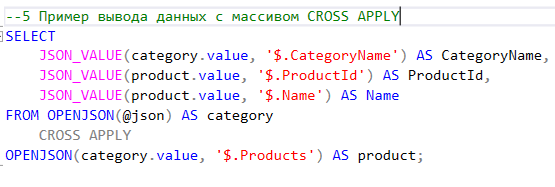 --5 Пример вывода данных с массивом CROSS APPLY
SELECT
    JSON_VALUE(category.value, '$.CategoryName') AS CategoryName,
    JSON_VALUE(product.value, '$.ProductId') AS ProductId,
    JSON_VALUE(product.value, '$.Name') AS Name
FROM OPENJSON(@json) AS category
    CROSS APPLY
OPENJSON(category.value, '$.Products') AS product;